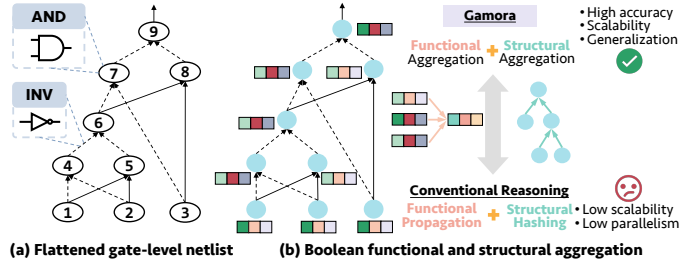 AND
INV
9
7
8
6
4
5
1
2
3
(a) Flattened gate-level netlist
Gamora
Functional + Structural
Aggregation Aggregation
• High accuracy
• Scalability
• Generalization
Conventional Reasoning
Functional + Structural
Propagation Hashing
• Low scalability
• Low parallelism
(b) Boolean functional and structural aggregation